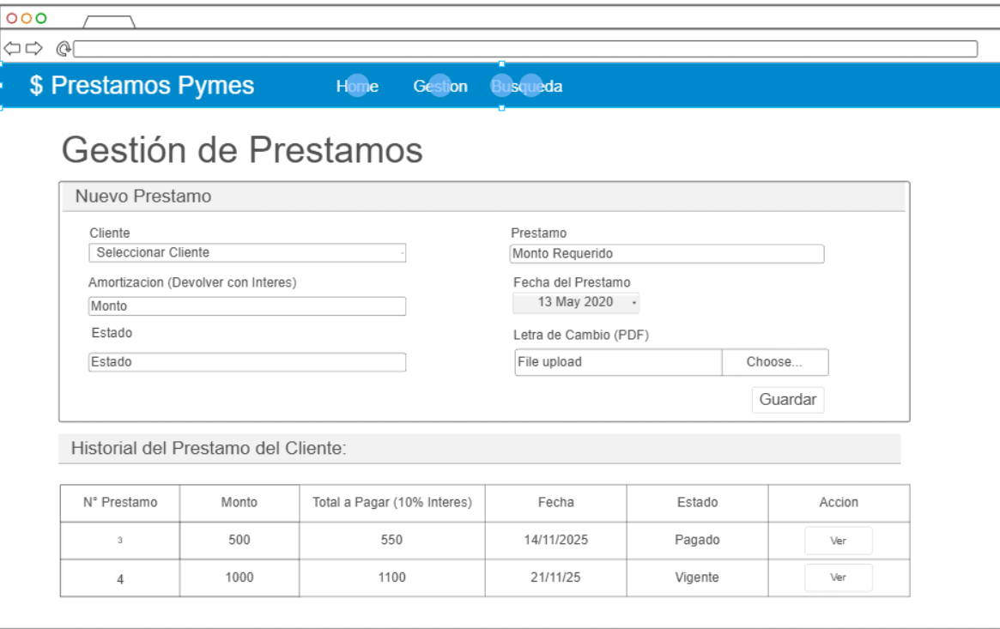 $ Prestamos Pymes Home Gestion Busqueda
Gestión de Prestamos
Nuevo Prestamo
Cliente Prestamo
Seleccionar Cliente Monto Requerido
Amortizacion (Devolver con Interes) Fecha del Prestamo
Monto 13 May 2020
Estado Letra de Cambio (PDF)
Estado File upload Choose...
Guardar
Historial del Prestamo del Cliente:
N° Prestamo Monto Total a Pagar (10% Interes) Fecha Estado Accion
3 500 550 14/11/2025 Pagado Ver
4 1000 1100 21/11/25 Vigente Ver